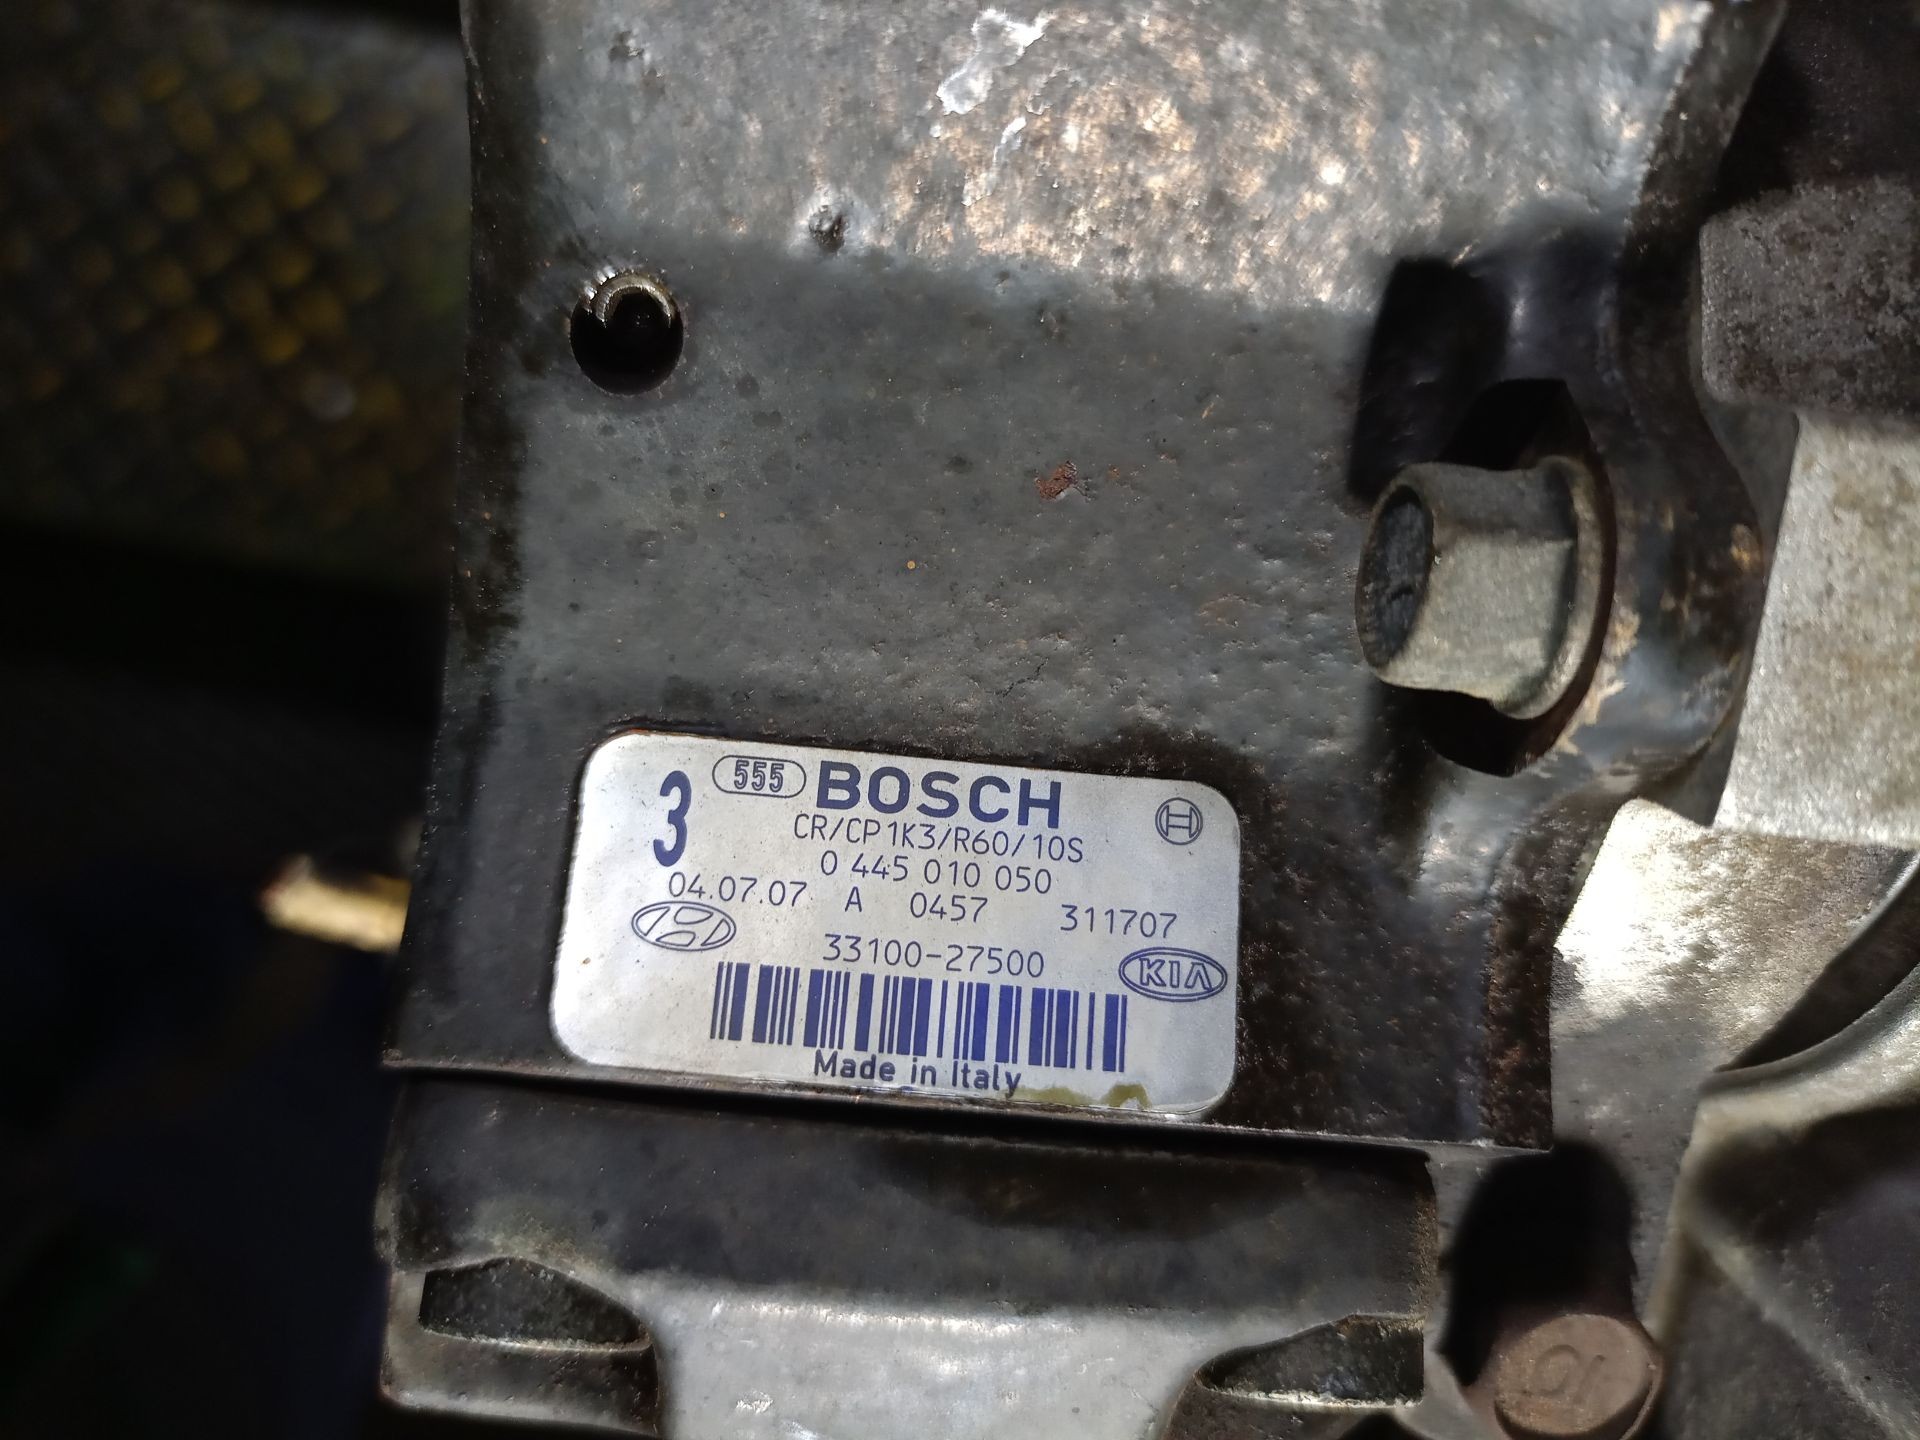 3 555 BOSCH
CR/CP1K3/R60/10S
0 445 010 050
04.07.07 A 0457 311707
33100-27500
KIA
Made in Italy
10